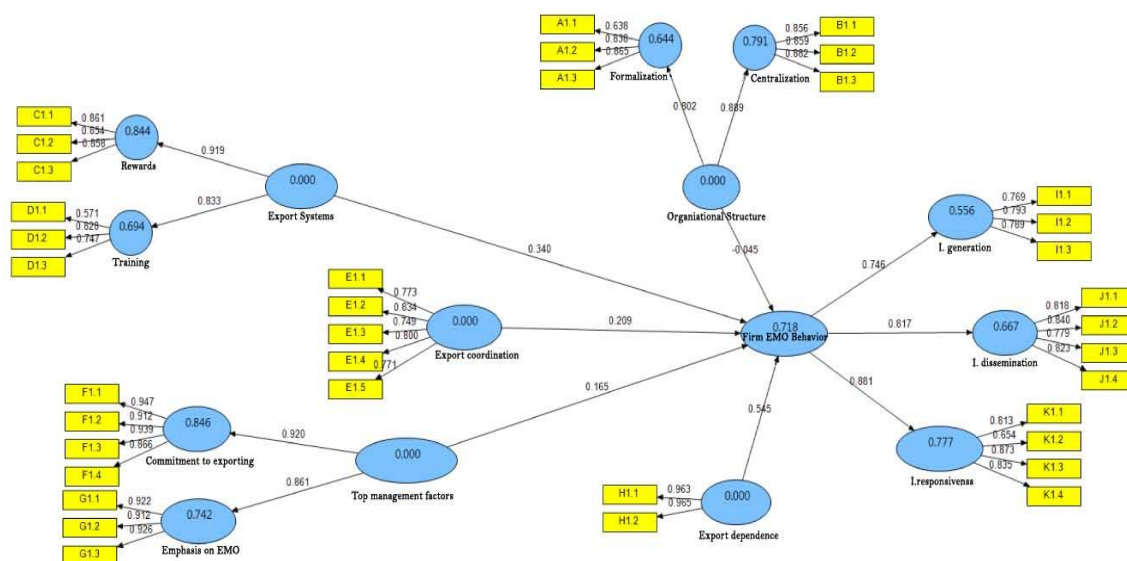 A1.1
0.638
A1.2
0.838
A1.3
0.865
0.644
Formalization
0.791
Centralization
0.856
B1.1
0.859
B1.2
0.882
B1.3
0.802
0.889
0.000
Organiational Structure
-0.045
C1.1
0.861
C1.2
0.854
C1.3
0.858
0.844
Rewards
0.919
D1.1
0.571
D1.2
0.828
D1.3
0.747
0.694
Training
0.833
0.000
Export Systems
0.340
E1.1
0.773
E1.2
0.834
E1.3
0.749
E1.4
0.800
E1.5
0.771
0.000
Export coordination
0.209
F1.1
0.947
F1.2
0.912
F1.3
0.939
F1.4
0.866
0.846
Commitment to exporting
0.920
G1.1
0.922
G1.2
0.912
G1.3
0.926
0.742
Emphasis on EMO
0.861
0.000
Top management factors
0.165
H1.1
0.963
H1.2
0.965
0.000
Export dependence
0.545
0.718
Firm EMO Behavior
0.746
0.556
I. generation
0.769
I1.1
0.793
I1.2
0.789
I1.3
0.817
0.667
I. dissemination
0.818
J1.1
0.840
J1.2
0.779
J1.3
0.823
J1.4
0.881
0.777
I.responsivenss
0.813
K1.1
0.654
K1.2
0.873
K1.3
0.835
K1.4